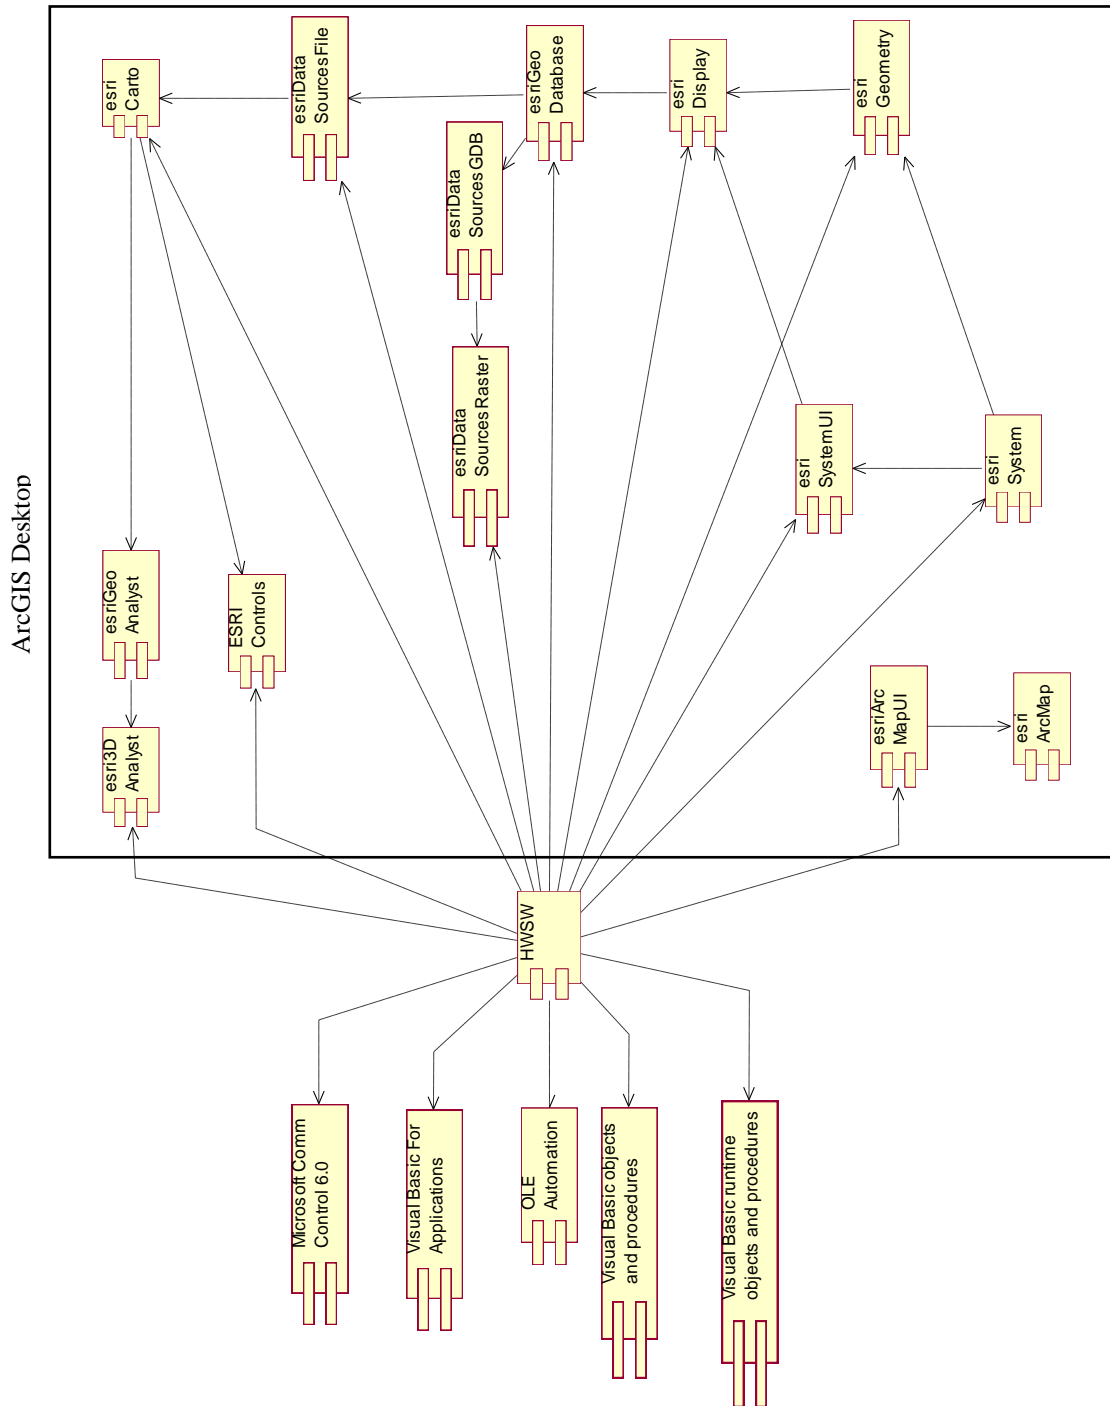 ArcGIS Desktop
esri
Carto
esriData
SourcesFile
esriGeo
Database
esri
Display
esri
Geometry
esriData
SourcesGDB
esriData
SourcesRaster
esri
SystemUI
esri
System
esriGeo
Analyst
ESRI
Controls
esri3D
Analyst
esriArc
MapUI
esri
ArcMap
HWSW
Microsoft Comm
Control 6.0
Visual Basic For
Applications
OLE
Automation
Visual Basic objects
and procedures
Visual Basic runtime
objects and procedures